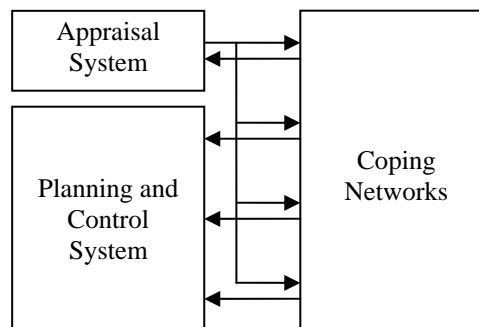 Appraisal
System
Planning and
Control
System
Coping
Networks